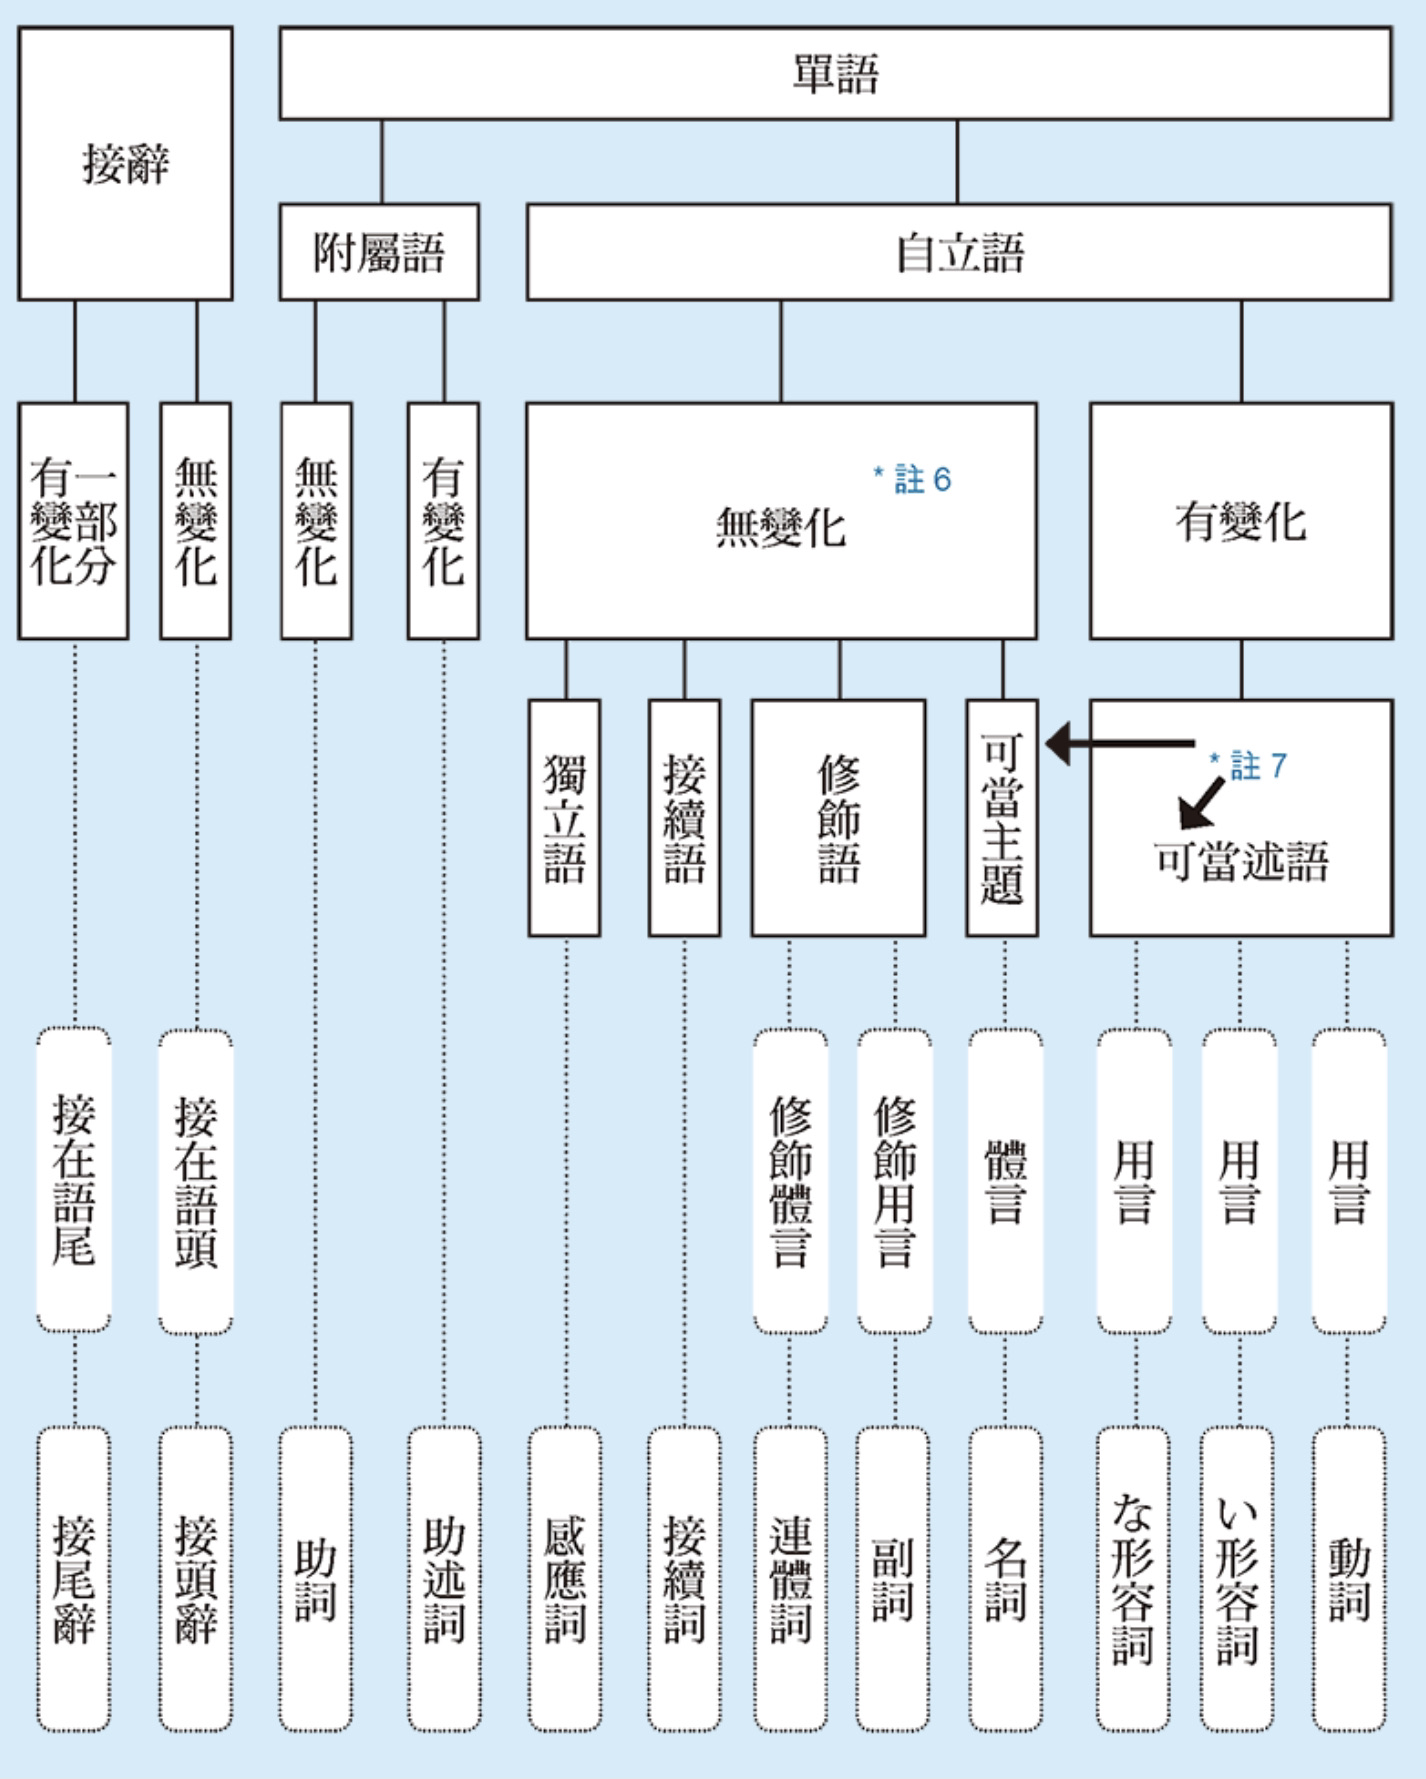 接辭
單語
附屬語
自立語
一部分
有變化
無變化
無變化
有變化
無變化
*註6
有變化
獨立語
接續語
修飾語
可當主題
*註7
可當述語
接在語尾
接在語頭
修飾體言
修飾用言
體言
用言
用言
用言
接尾辭
接頭辭
助詞
助述詞
感應詞
接續詞
連體詞
副詞
名詞
な形容詞
い形容詞
動詞